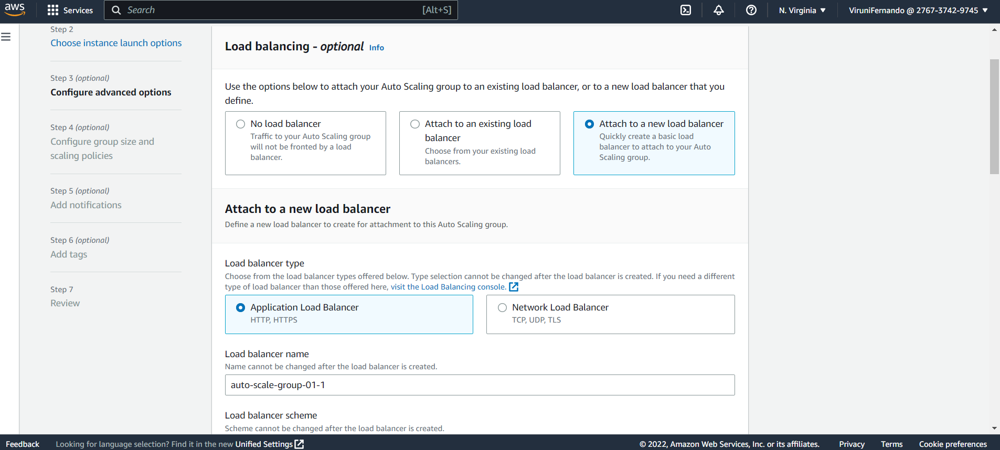 aws
Services
Search
[Alt+S]
N. Virginia
ViruniFernando @ 2767-3742-9745
Step 2
Choose instance launch options
Step 3 (optional)
Configure advanced options
Step 4 (optional)
Configure group size and
scaling policies
Step 5 (optional)
Add notifications
Step 6 (optional)
Add tags
Step 7
Review
Load balancing - optional Info
Use the options below to attach your Auto Scaling group to an existing load balancer, or to a new load balancer that you
define.
No load balancer
Traffic to your Auto Scaling group
will not be fronted by a load
balancer.
Attach to an existing load
balancer
Choose from your existing load
balancers.
Attach to a new load balancer
Quickly create a basic load
balancer to attach to your Auto
Scaling group.
Attach to a new load balancer
Define a new load balancer to create for attachment to this Auto Scaling group.
Load balancer type
Choose from the load balancer types offered below. Type selection cannot be changed after the load balancer is created. If you need a different
type of load balancer than those offered here, visit the Load Balancing console.
Application Load Balancer
HTTP, HTTPS
Network Load Balancer
TCP, UDP, TLS
Load balancer name
Name cannot be changed after the load balancer is created.
auto-scale-group-01-1
Load balancer scheme
Scheme cannot be changed after the load balancer is created.
Feedback
Looking for language selection? Find it in the new Unified Settings
© 2022, Amazon Web Services, Inc. or its affiliates.
Privacy
Terms
Cookie preferences